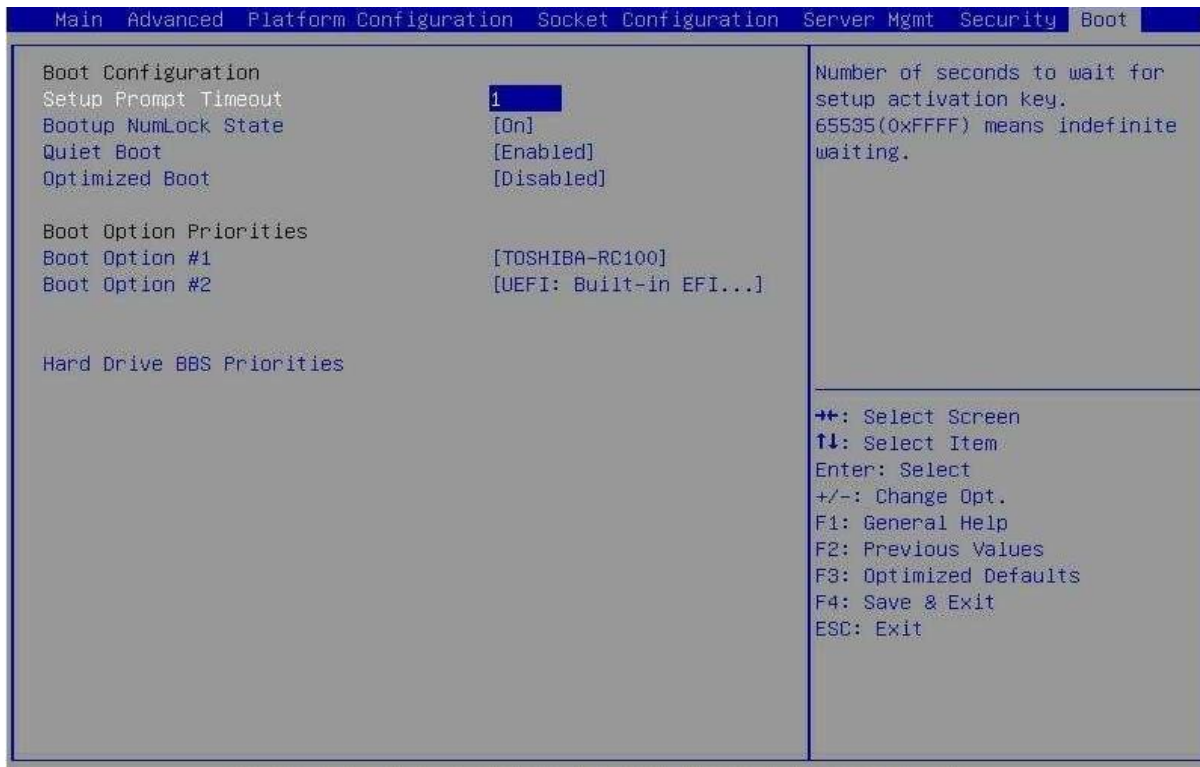 Main Advanced Platform Configuration Socket Configuration Server Mgmt Security Boot
Boot Configuration
Setup Prompt Timeout 1
Bootup NumLock State [On]
Quiet Boot [Enabled]
Optimized Boot [Disabled]
Boot Option Priorities
Boot Option #1 [TOSHIBA-RC100]
Boot Option #2 [UEFI: Built-in EFI...]
Hard Drive BBS Priorities
Number of seconds to wait for
setup activation key.
65535(0xFFFF) means indefinite
waiting.
→←: Select Screen
↑↓: Select Item
Enter: Select
+/-: Change Opt.
F1: General Help
F2: Previous Values
F3: Optimized Defaults
F4: Save & Exit
ESC: Exit